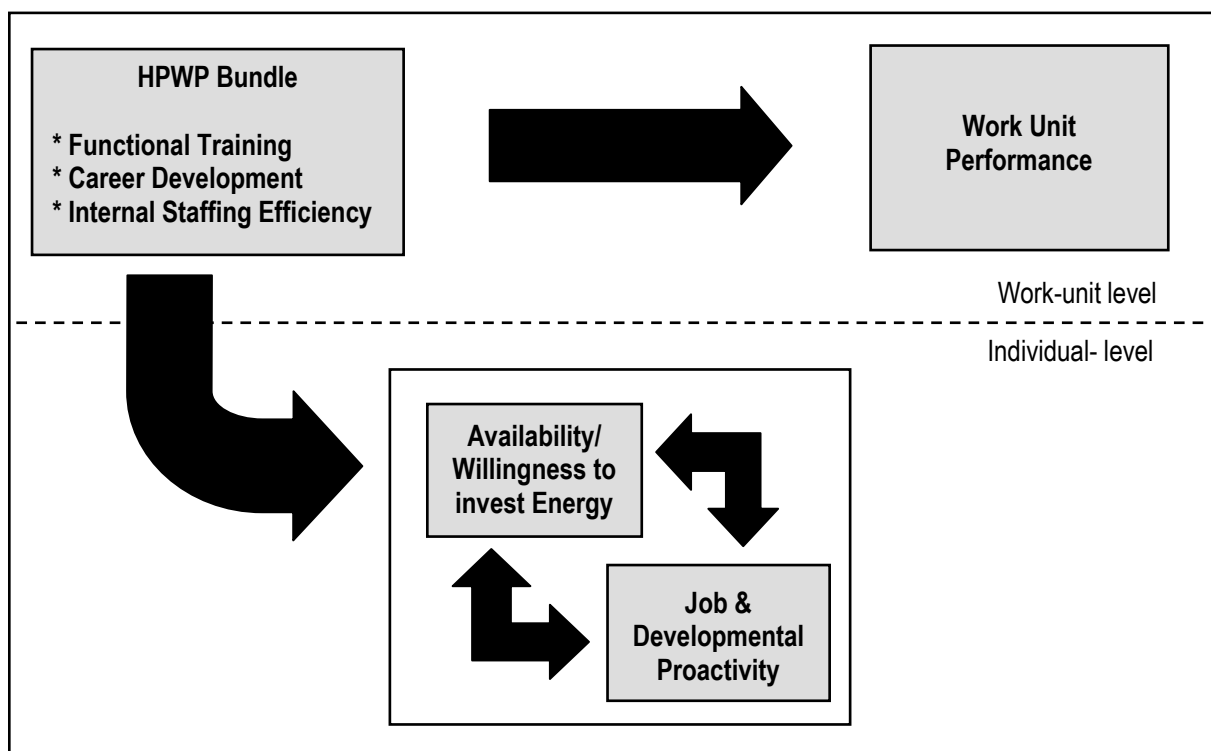 HPWP Bundle
* Functional Training
* Career Development
* Internal Staffing Efficiency
Work Unit
Performance
Work-unit level
Individual- level
Availability/
Willingness to
invest Energy
Job &
Developmental
Proactivity